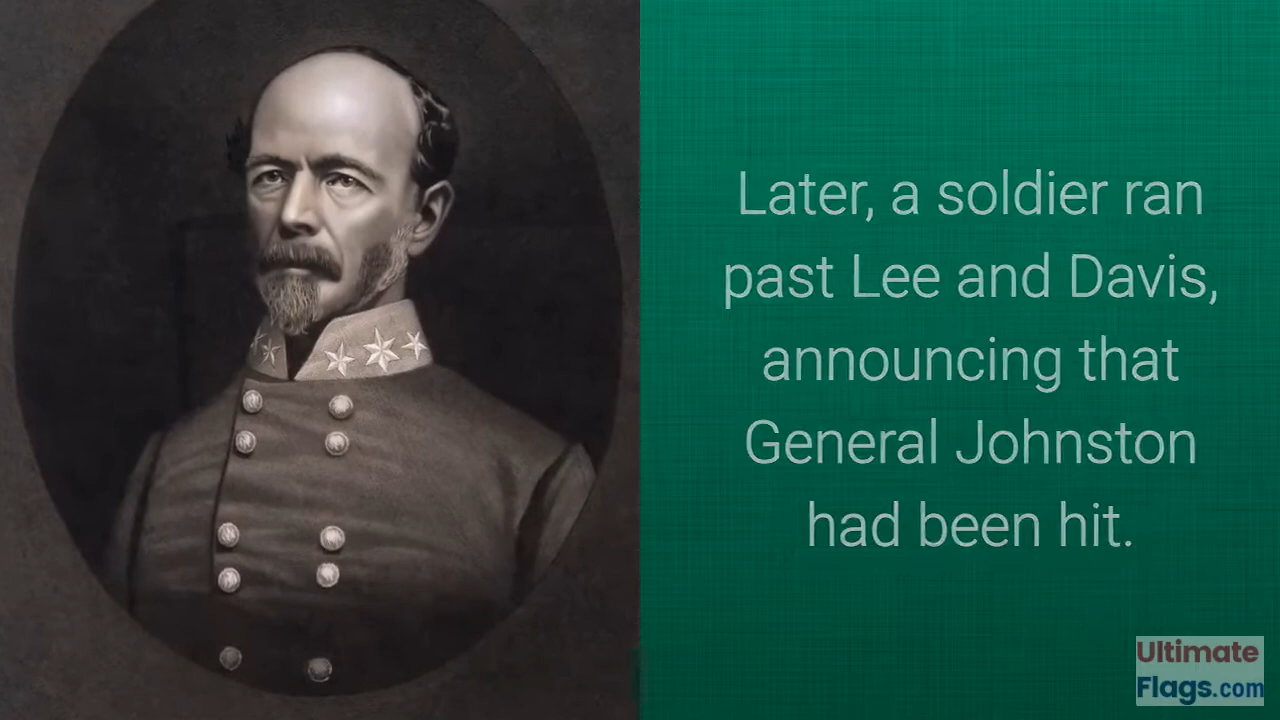 Later, a soldier ran
past Lee and Davis,
announcing that
General Johnston
had been hit.
Ultimate
Flags.com